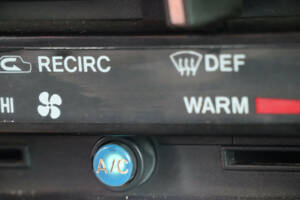 RECIRC DEF
HI WARM
A/C